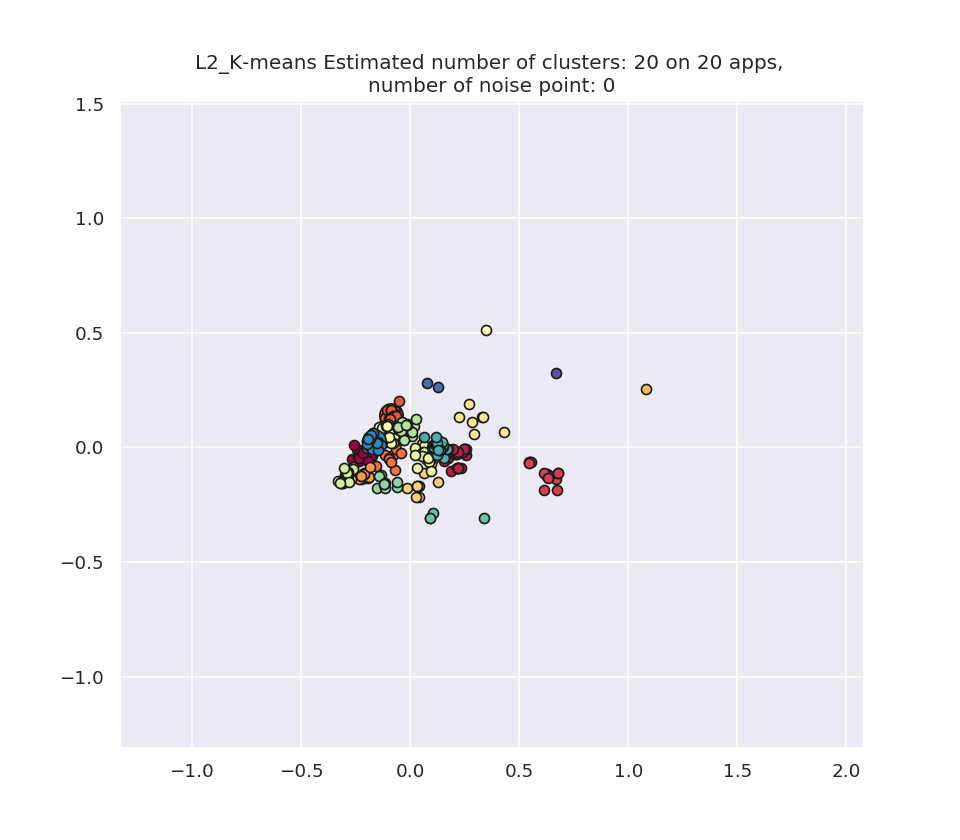 L2_K-means Estimated number of clusters: 20 on 20 apps,
number of noise point: 0
1.5
1.0
0.5
0.0
−0.5
−1.0
−1.0 −0.5 0.0 0.5 1.0 1.5 2.0